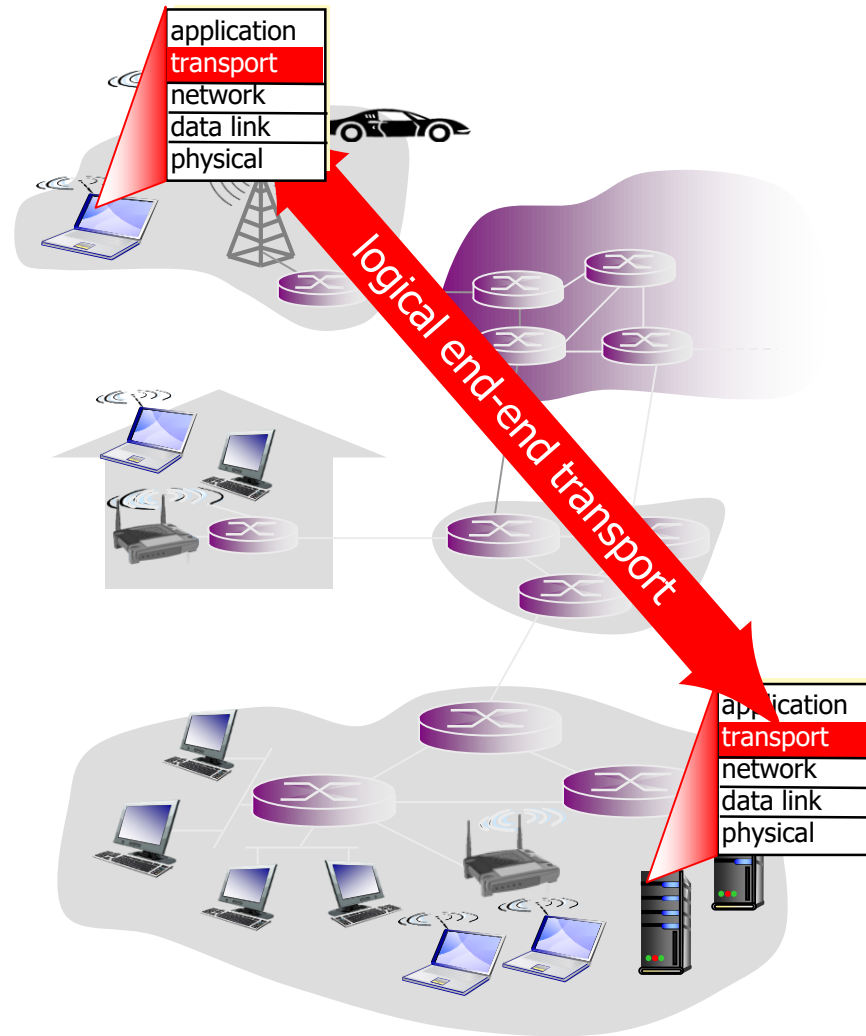 application
transport
network
data link
physical
logical end-end transport
application
transport
network
data link
physical